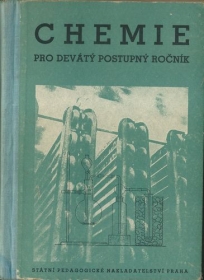 CHEMIE
PRO DEVÁTÝ POSTUPNÝ ROČNÍK
STÁTNÍ PEDAGOGICKÉ NAKLADATELSTVÍ PRAHA